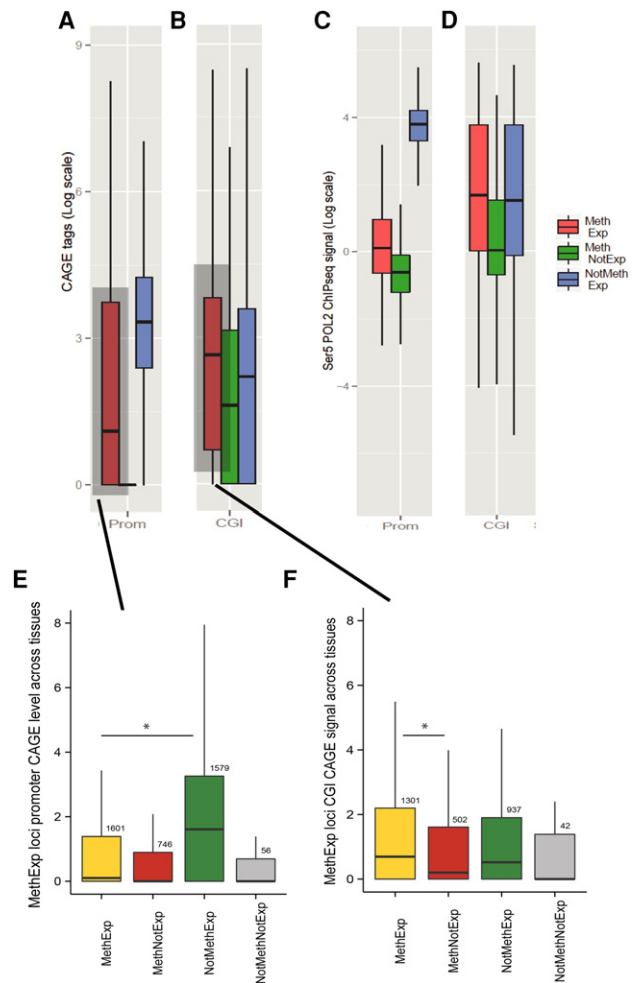 A
B
C
D
CAGE tags (Log scale)
9
6
3
0
Prom
CGI
Ser5 POL2 ChIPseq signal (Log scale)
4
0
−4
Prom
CGI
Meth
Exp
Meth
NotExp
NotMeth
Exp
E
MethExp loci promoter CAGE level across tissues
8
6
4
2
0
*
1601
746
1579
56
MethExp
MethNotExp
NotMethExp
NotMethNotExp
F
MethExp loci CGI CAGE signal across tissues
8
6
4
2
0
*
1301
502
937
42
MethExp
MethNotExp
NotMethExp
NotMethNotExp